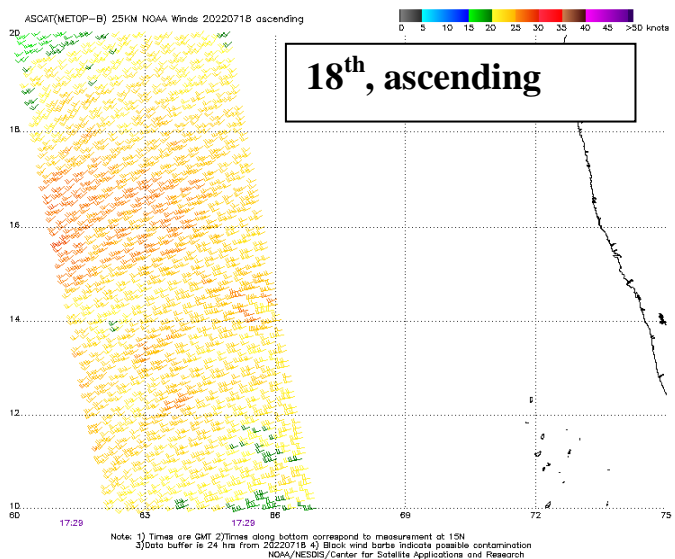 ASCAT(METOP-B) 25KM NOAA Winds 20220718 ascending
0 5 10 15 20 25 30 35 40 45 >50 knots
18th, ascending
20
18
16
14
12
10
60 63 66 69 72 75
17:29 17:29
Note: 1) Times are GMT 2)Times along bottom correspond to measurement at 15N
3)Data buffer is 24 hrs from 20220718 4) Black wind barbs indicate possible contamination
NOAA/NESDIS/Center for Satellite Applications and Research